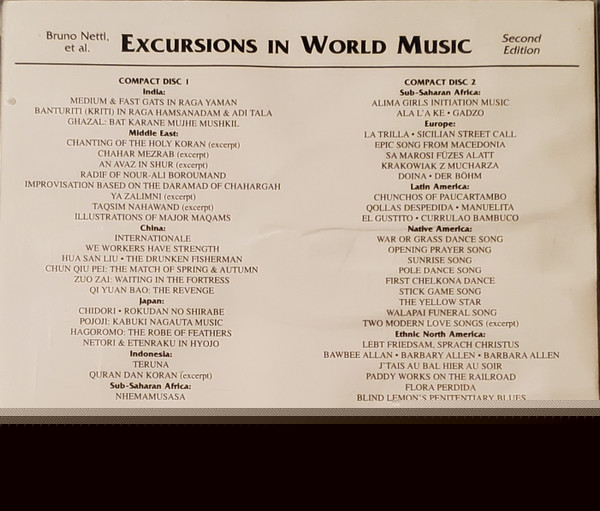 Bruno Nettl, et al.
EXCURSIONS IN WORLD MUSIC
Second Edition
COMPACT DISC 1
India:
MEDIUM & FAST GATS IN RAGA YAMAN
BANTURITI (KRITI) IN RAGA HAMSANADAM & ADI TALA
GHAZAL: BAT KARANE MUJHE MUSHKIL
Middle East:
CHANTING OF THE HOLY KORAN (excerpt)
CHAHAR MEZRAB (excerpt)
AN AVAZ IN SHUR (excerpt)
RADIF OF NOUR-ALI BOROUMAND
IMPROVISATION BASED ON THE DARAMAD OF CHAHARGAH
YA ZALIMNI (excerpt)
TAQSIM NAHAWAND (excerpt)
ILLUSTRATIONS OF MAJOR MAQAMS
China:
INTERNATIONALE
WE WORKERS HAVE STRENGTH
HUA SAN LIU • THE DRUNKEN FISHERMAN
CHUN QIU PEI: THE MATCH OF SPRING & AUTUMN
ZUO ZAI: WAITING IN THE FORTRESS
QI YUAN BAO: THE REVENGE
Japan:
CHIDORI • ROKUDAN NO SHIRABE
POJOJI: KABUKI NAGAUTA MUSIC
HAGOROMO: THE ROBE OF FEATHERS
NETORI & ETENRAKU IN HYOJO
Indonesia:
TERUNA
QURAN DAN KORAN (excerpt)
Sub-Saharan Africa:
NHEMAMUSASA
COMPACT DISC 2
Sub-Saharan Africa:
ALIMA GIRLS INITIATION MUSIC
ALA L'A KE • GADZO
Europe:
LA TRILLA • SICILIAN STREET CALL
EPIC SONG FROM MACEDONIA
SA MAROSI FÜZES ALATT
KRAKOWIAK Z MUCHARZA
DOINA • DER BÖHM
Latin America:
CHUNCHOS OF PAUCARTAMBO
QOLLAS DESPEDIDA • MANUELITA
EL GUSTITO • CURRULAO BAMBUCO
Native America:
WAR OR GRASS DANCE SONG
OPENING PRAYER SONG
SUNRISE SONG
POLE DANCE SONG
FIRST CHELKONA DANCE
STICK GAME SONG
THE YELLOW STAR
WALAPAI FUNERAL SONG
TWO MODERN LOVE SONGS (excerpt)
Ethnic North America:
LEBT FRIEDSAM, SPRACH CHRISTUS
BAWBEE ALLAN • BARBARY ALLEN • BARBARA ALLEN
J'TAIS AU BAL HIER AU SOIR
PADDY WORKS ON THE RAILROAD
FLORA PERDIDA
BLIND LEMON'S PENITENTIARY BLUES